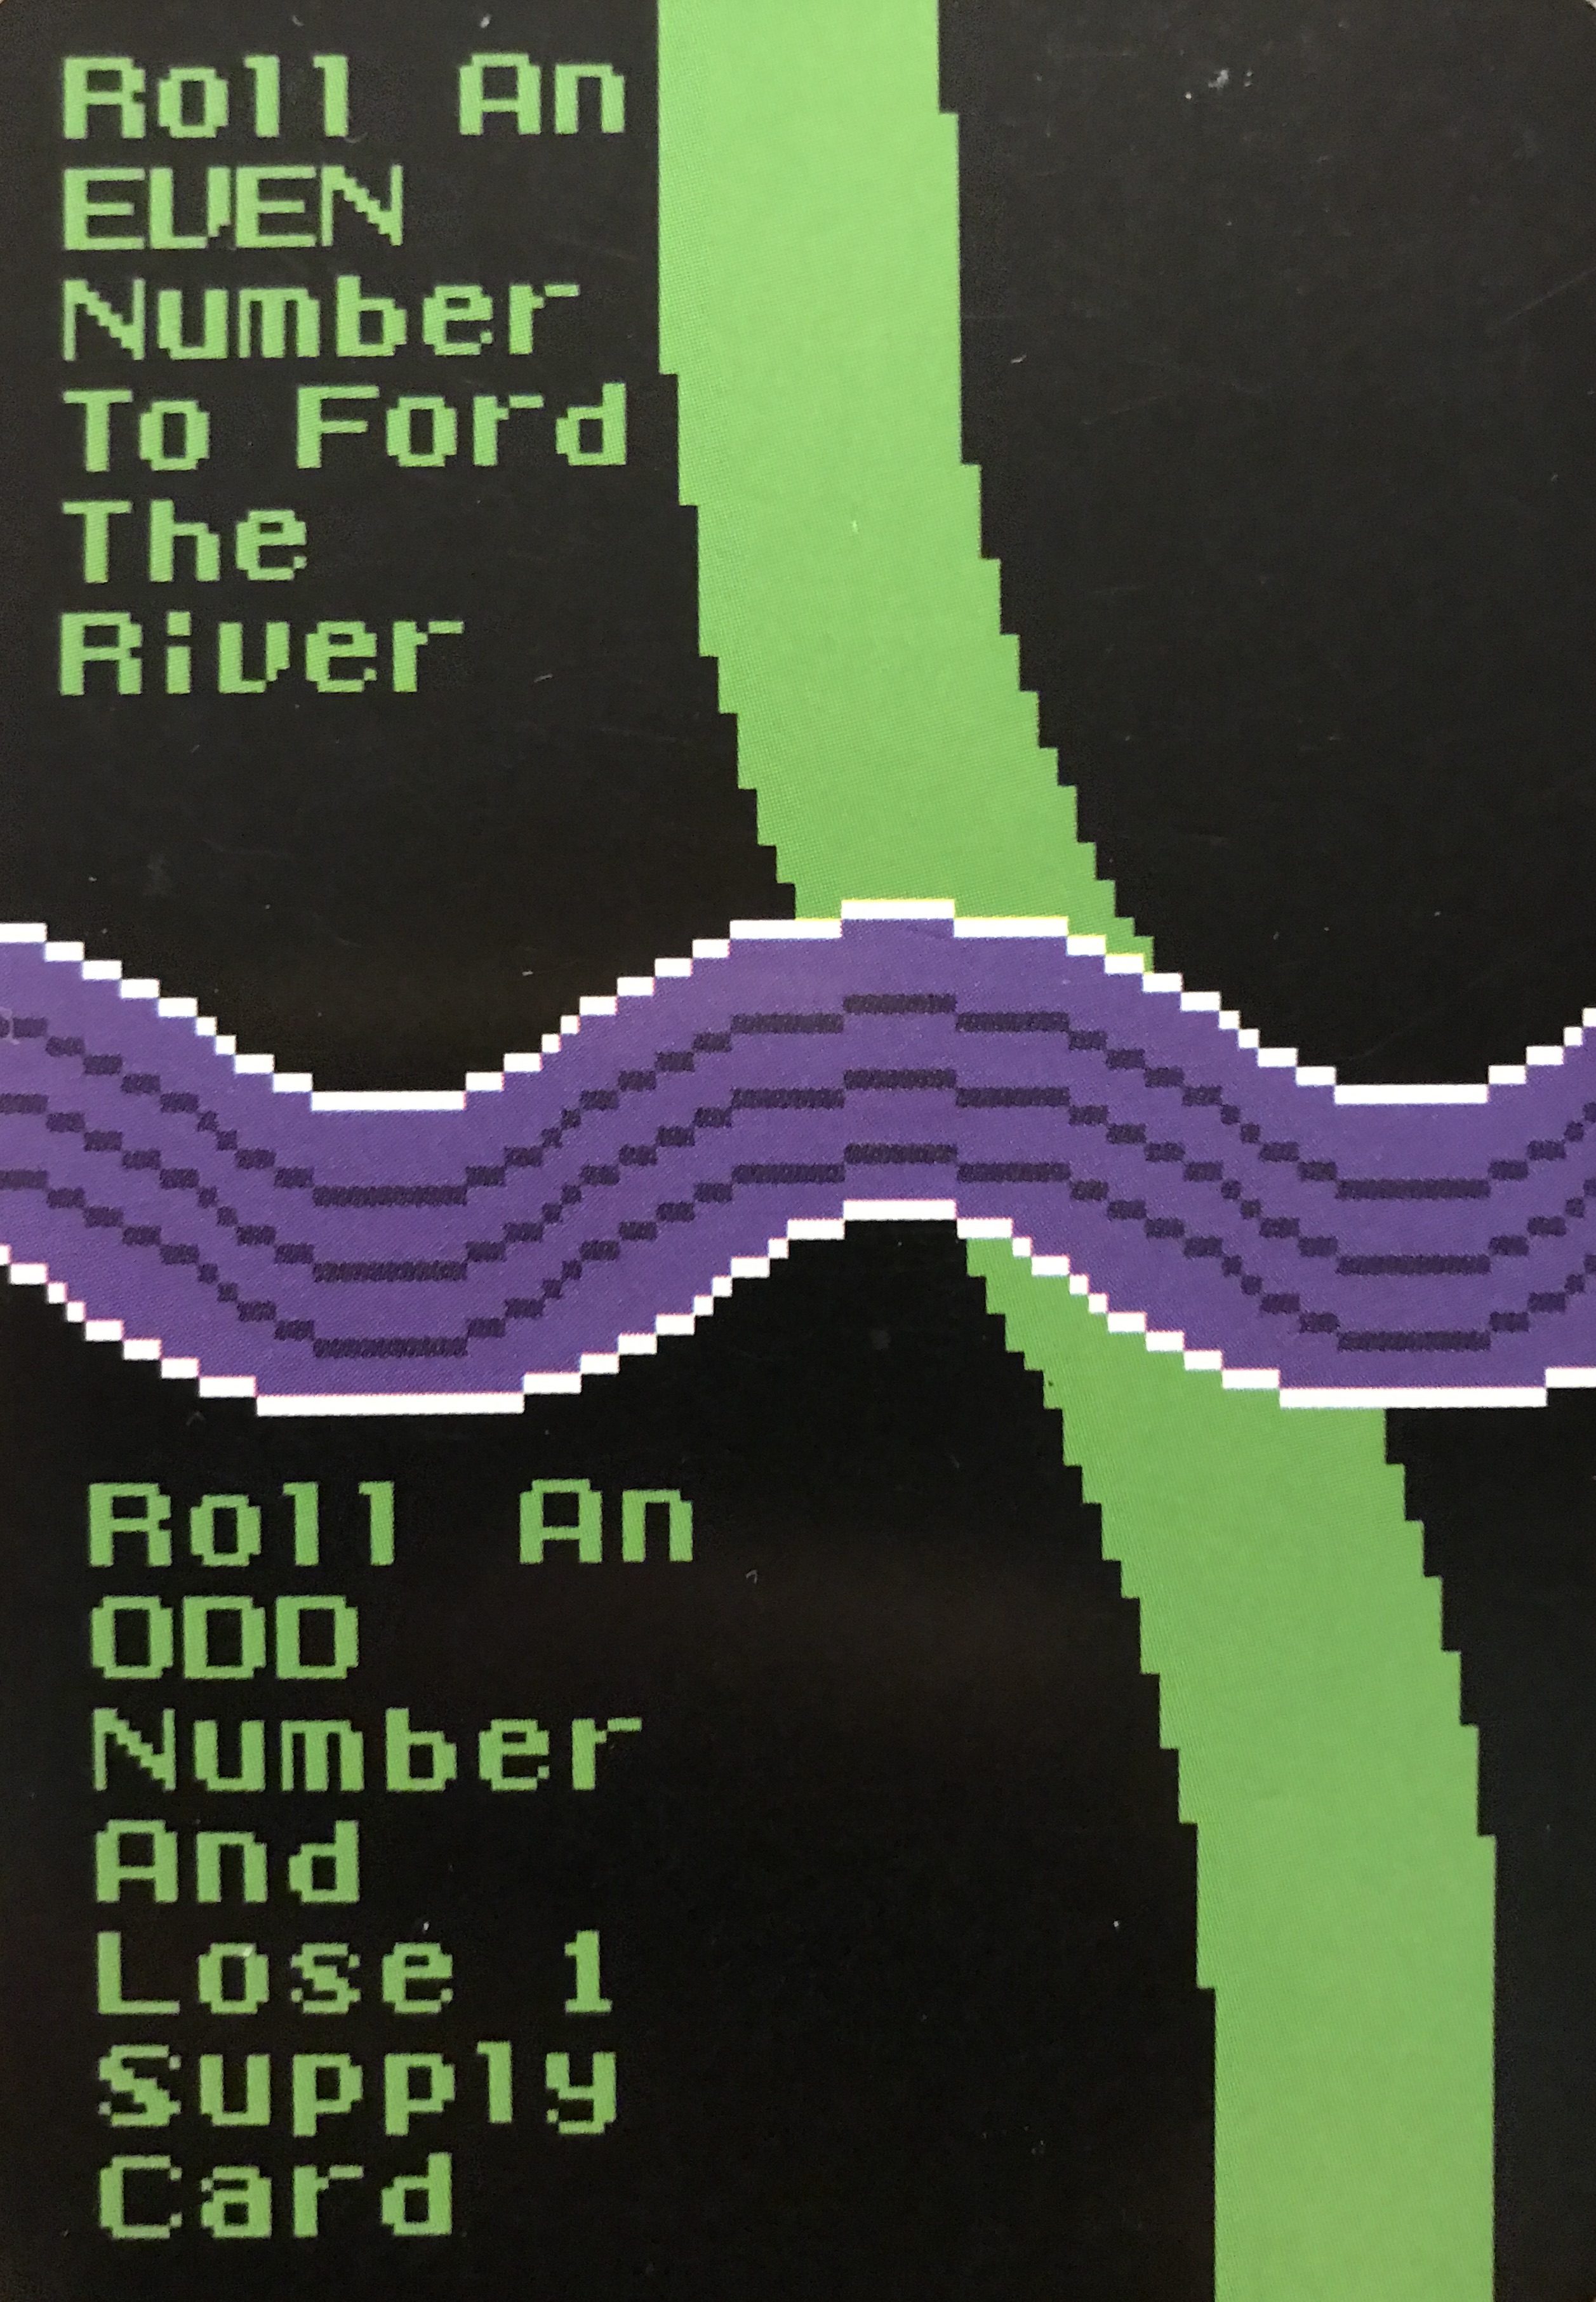 Roll An
EVEN
Number
To Ford
The
River
Roll An
ODD
Number
And
Lose 1
Supply
Card